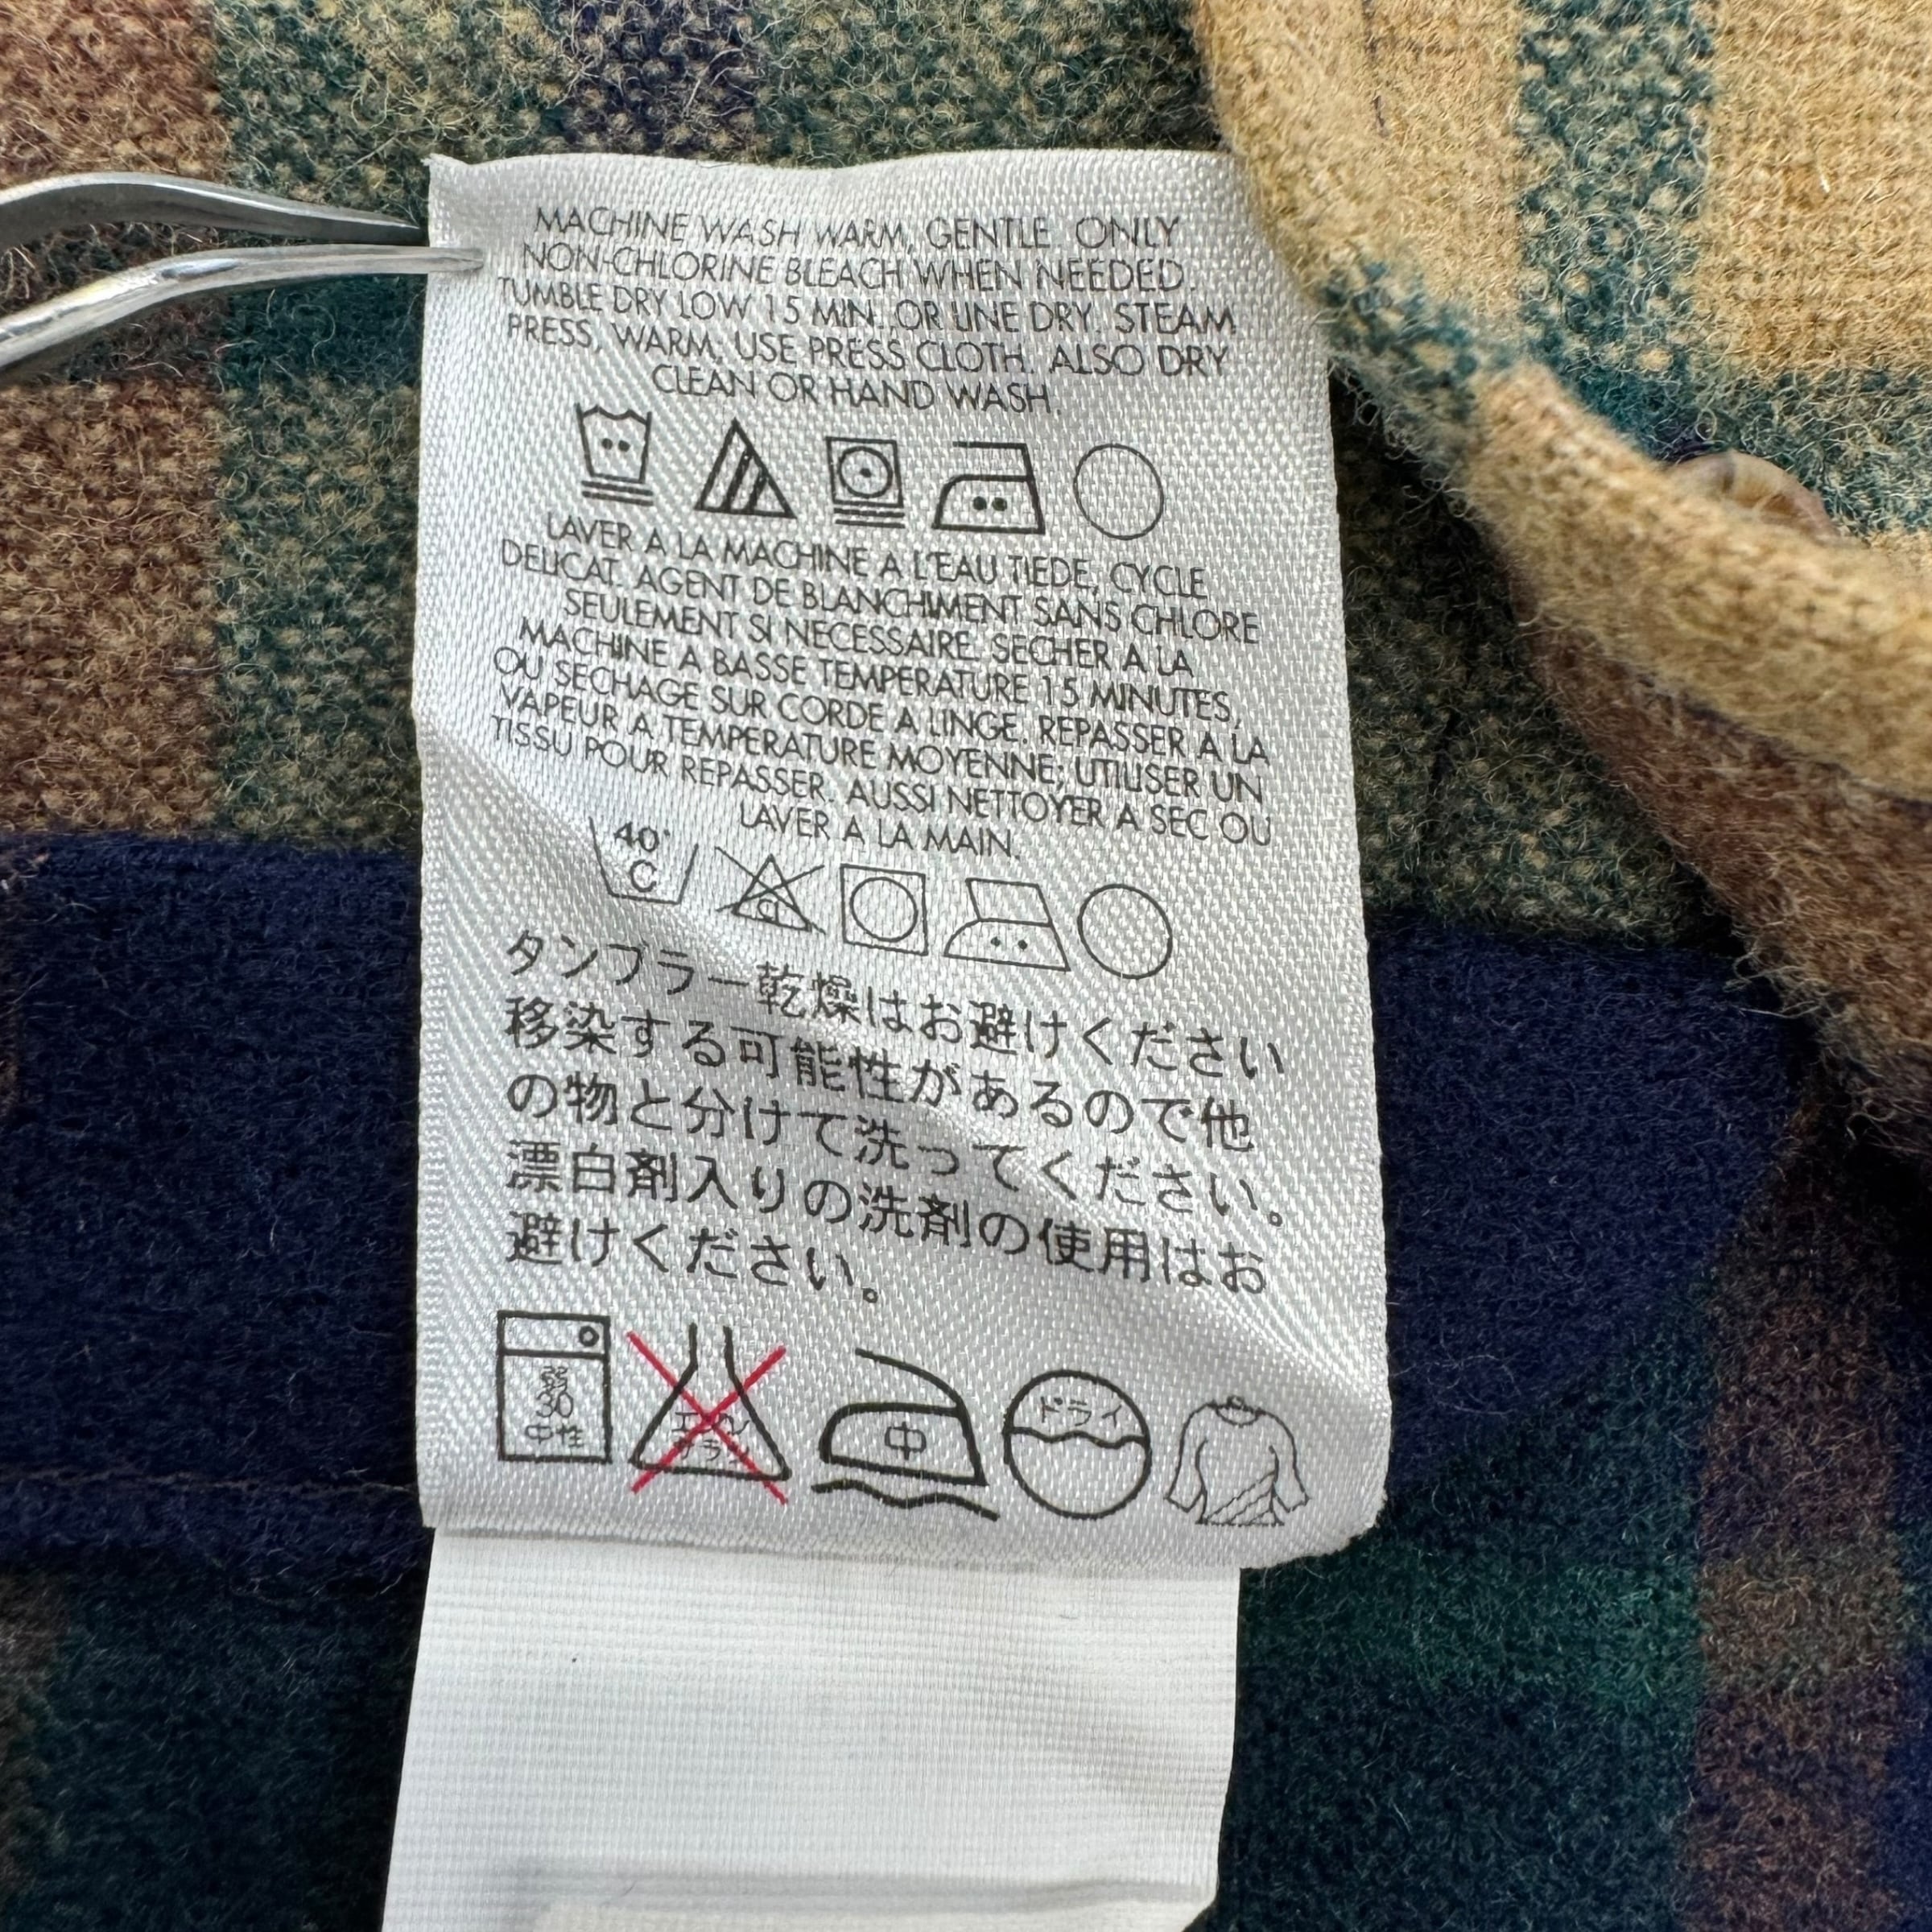 MACHINE WASH WARM, GENTLE. ONLY
NON-CHLORINE BLEACH WHEN NEEDED.
TUMBLE DRY LOW 15 MIN. OR LINE DRY. STEAM
PRESS, WARM. USE PRESS CLOTH. ALSO DRY
CLEAN OR HAND WASH.
LAVER A LA MACHINE A L'EAU TIEDE, CYCLE
DELICAT. AGENT DE BLANCHIMENT SANS CHLORE
SEULEMENT SI NECESSAIRE. SECHER A LA
MACHINE A BASSE TEMPERATURE 15 MINUTES,
OU SECHAGE SUR CORDE A LINGE. REPASSER A LA
VAPEUR A TEMPERATURE MOYENNE; UTILISER UN
TISSU POUR REPASSER. AUSSI NETTOYER A SEC OU
LAVER A LA MAIN.
40°
C
cl
タンブラー乾燥はお避けください
移染する可能性があるので他
の物と分けて洗ってください。
漂白剤入りの洗剤の使用はお
避けください。
弱
30
中性
中
ドライ